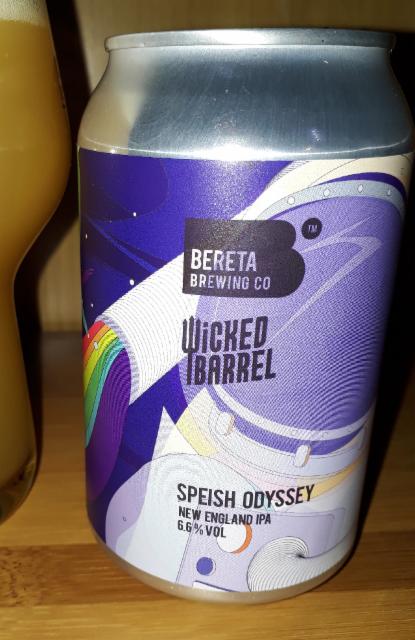 TM
BERETA
BREWING CO
WiCKED
BARREL
SPEISH ODYSSEY
NEW ENGLAND IPA
6.6% VOL